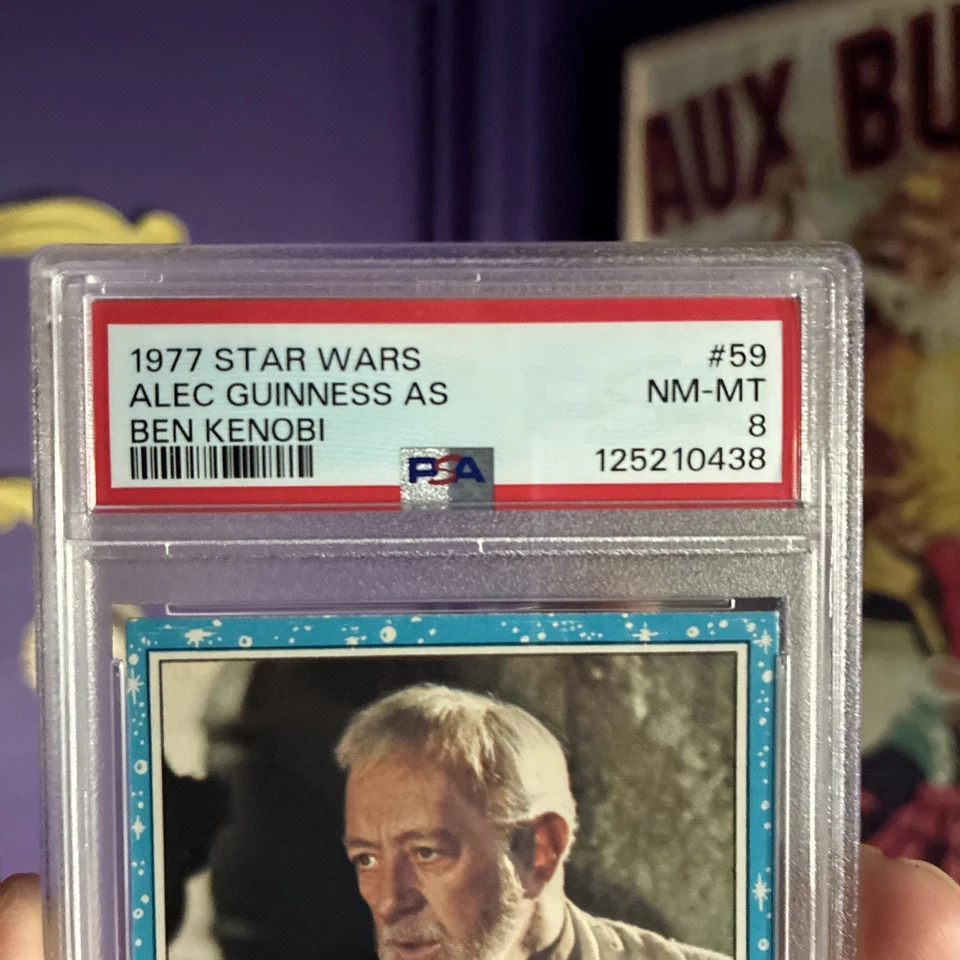 AUX BU
1977 STAR WARS #59
ALEC GUINNESS AS NM-MT
BEN KENOBI 8
PSA 125210438